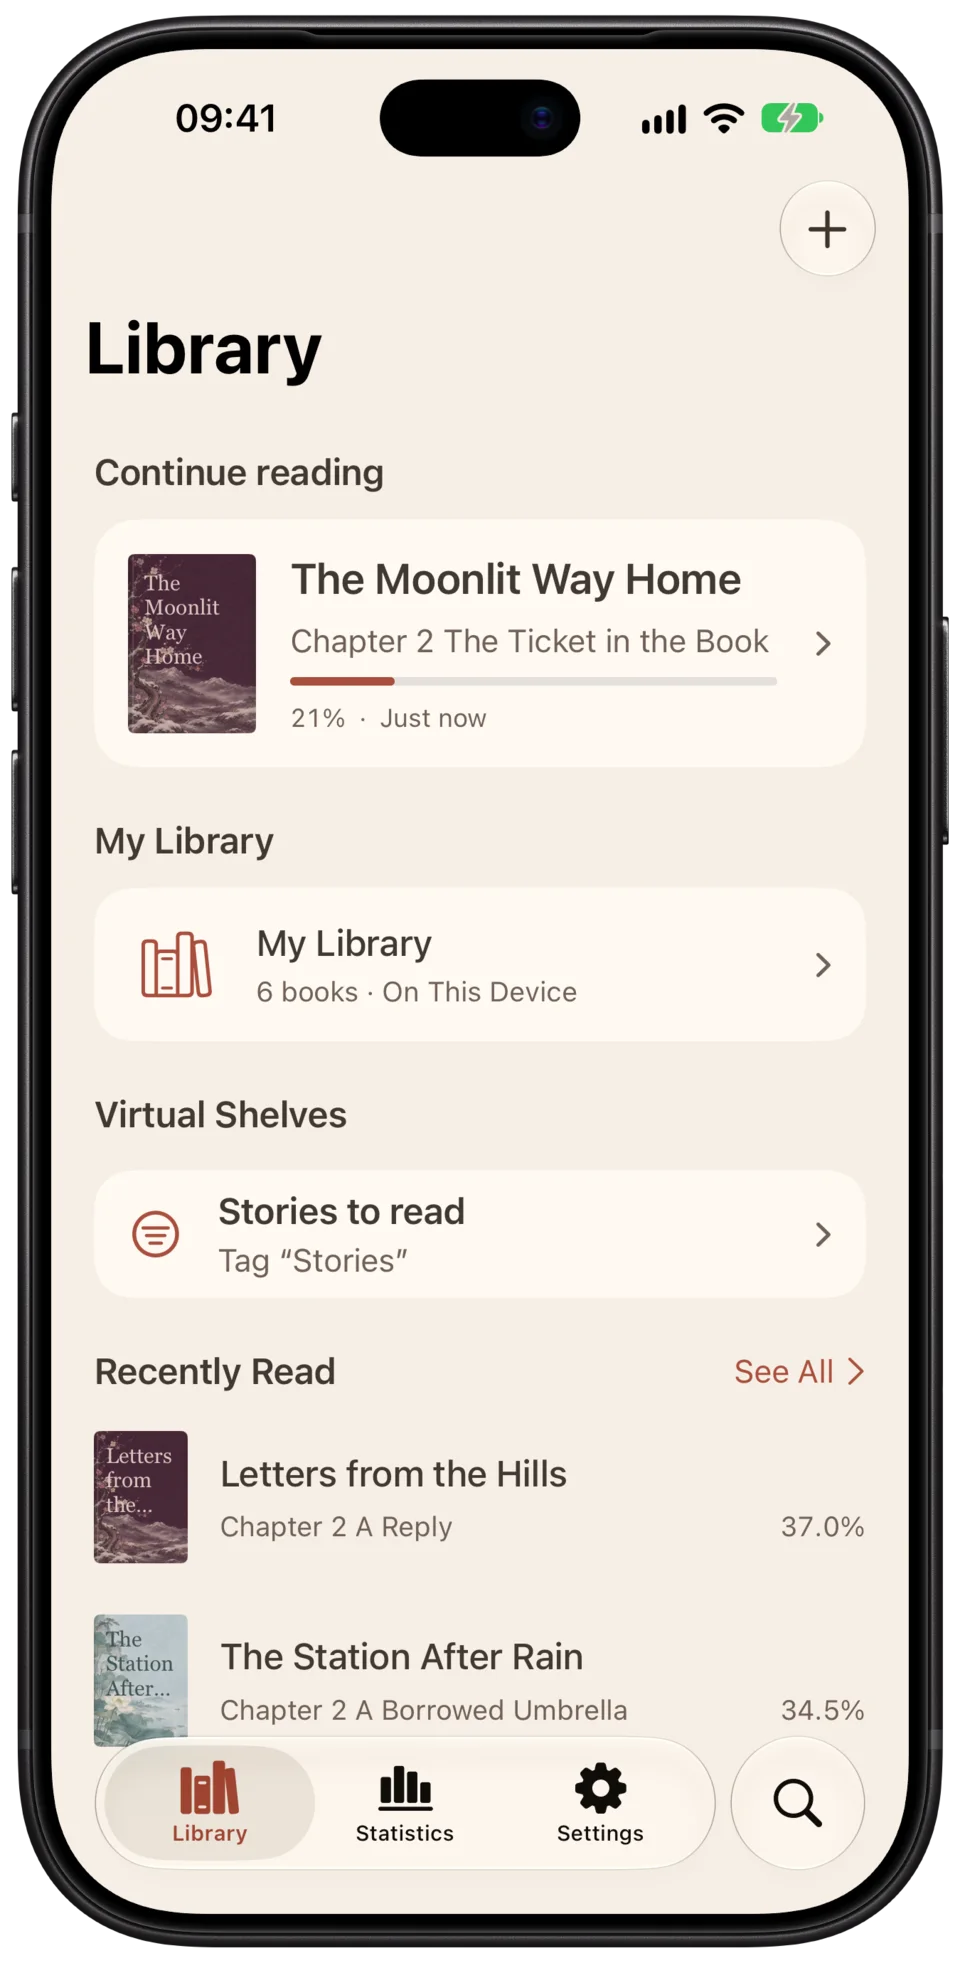 09:41
Library
Continue reading
The
Moonlit
Way
Home
The Moonlit Way Home
Chapter 2 The Ticket in the Book
21% · Just now
My Library
My Library
6 books · On This Device
Virtual Shelves
Stories to read
Tag “Stories”
Recently Read
See All
Letters
from
the...
Letters from the Hills
Chapter 2 A Reply
37.0%
The
Station
After...
The Station After Rain
Chapter 2 A Borrowed Umbrella
34.5%
Library
Statistics
Settings